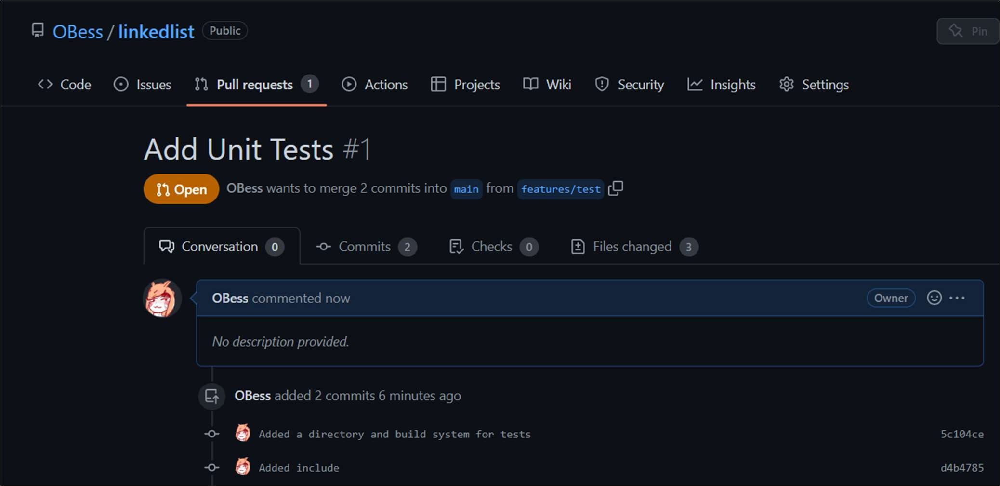 OBess / linkedlist Public Pin
Code Issues Pull requests 1 Actions Projects Wiki Security Insights Settings
Add Unit Tests #1
Open OBess wants to merge 2 commits into main from features/test
Conversation 0 Commits 2 Checks 0 Files changed 3
OBess commented now Owner
No description provided.
OBess added 2 commits 6 minutes ago
Added a directory and build system for tests 5c104ce
Added include d4b4785